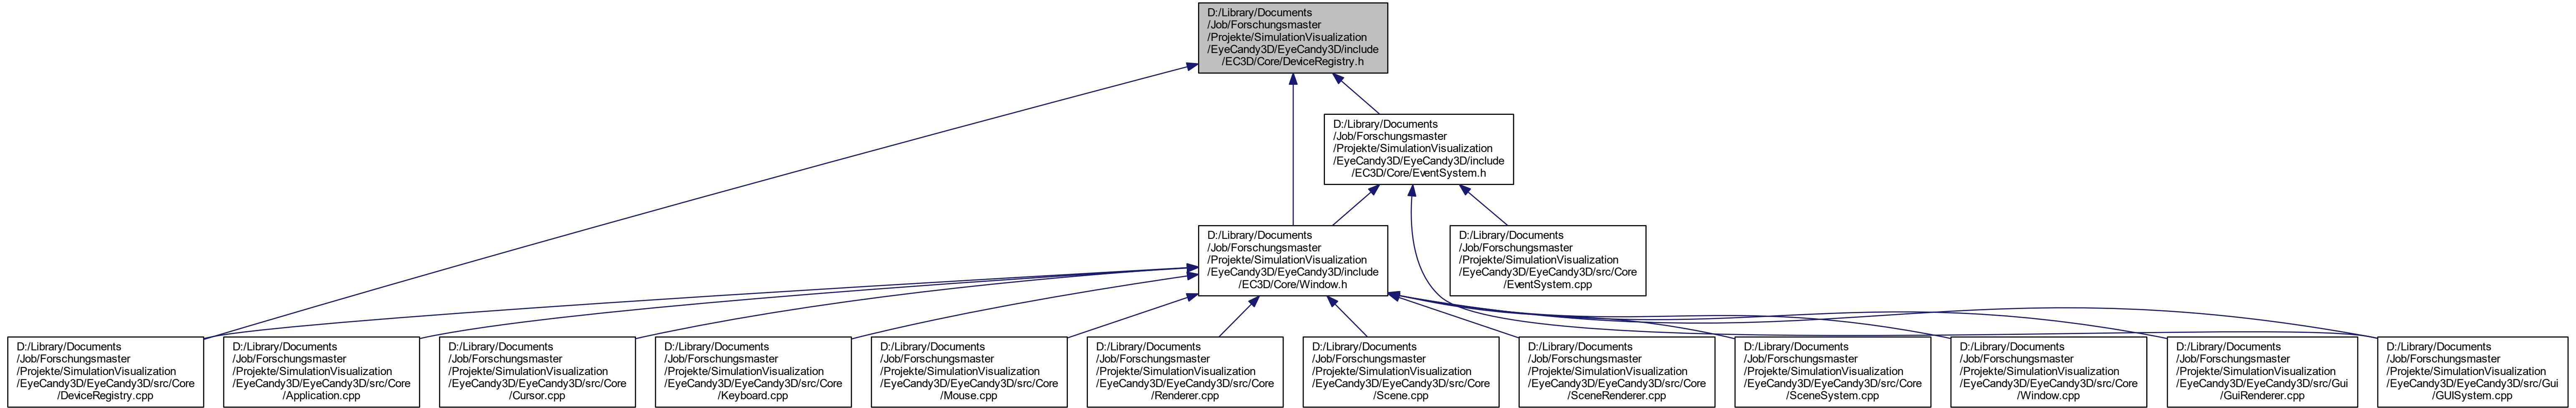 D:/Library/Documents
/Job/Forschungsmaster
/Projekte/SimulationVisualization
/EyeCandy3D/EyeCandy3D/include
/EC3D/Core/DeviceRegistry.h
D:/Library/Documents
/Job/Forschungsmaster
/Projekte/SimulationVisualization
/EyeCandy3D/EyeCandy3D/include
/EC3D/Core/EventSystem.h
D:/Library/Documents
/Job/Forschungsmaster
/Projekte/SimulationVisualization
/EyeCandy3D/EyeCandy3D/include
/EC3D/Core/Window.h
D:/Library/Documents
/Job/Forschungsmaster
/Projekte/SimulationVisualization
/EyeCandy3D/EyeCandy3D/src/Core
/EventSystem.cpp
D:/Library/Documents
/Job/Forschungsmaster
/Projekte/SimulationVisualization
/EyeCandy3D/EyeCandy3D/src/Core
/DeviceRegistry.cpp
D:/Library/Documents
/Job/Forschungsmaster
/Projekte/SimulationVisualization
/EyeCandy3D/EyeCandy3D/src/Core
/Application.cpp
D:/Library/Documents
/Job/Forschungsmaster
/Projekte/SimulationVisualization
/EyeCandy3D/EyeCandy3D/src/Core
/Cursor.cpp
D:/Library/Documents
/Job/Forschungsmaster
/Projekte/SimulationVisualization
/EyeCandy3D/EyeCandy3D/src/Core
/Keyboard.cpp
D:/Library/Documents
/Job/Forschungsmaster
/Projekte/SimulationVisualization
/EyeCandy3D/EyeCandy3D/src/Core
/Mouse.cpp
D:/Library/Documents
/Job/Forschungsmaster
/Projekte/SimulationVisualization
/EyeCandy3D/EyeCandy3D/src/Core
/Renderer.cpp
D:/Library/Documents
/Job/Forschungsmaster
/Projekte/SimulationVisualization
/EyeCandy3D/EyeCandy3D/src/Core
/Scene.cpp
D:/Library/Documents
/Job/Forschungsmaster
/Projekte/SimulationVisualization
/EyeCandy3D/EyeCandy3D/src/Core
/SceneRenderer.cpp
D:/Library/Documents
/Job/Forschungsmaster
/Projekte/SimulationVisualization
/EyeCandy3D/EyeCandy3D/src/Core
/SceneSystem.cpp
D:/Library/Documents
/Job/Forschungsmaster
/Projekte/SimulationVisualization
/EyeCandy3D/EyeCandy3D/src/Core
/Window.cpp
D:/Library/Documents
/Job/Forschungsmaster
/Projekte/SimulationVisualization
/EyeCandy3D/EyeCandy3D/src/Gui
/GuiRenderer.cpp
D:/Library/Documents
/Job/Forschungsmaster
/Projekte/SimulationVisualization
/EyeCandy3D/EyeCandy3D/src/Gui
/GUISystem.cpp